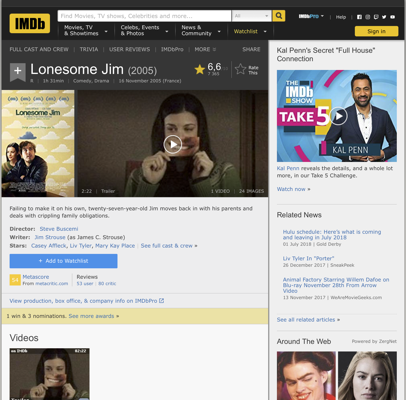 IMDb
Find Movies, TV shows, Celebrities and more...
All
IMDbPro
Help
Movies, TV
& Showtimes
Celebs, Events
& Photos
News &
Community
Watchlist
Sign in
FULL CAST AND CREW | TRIVIA | USER REVIEWS | IMDbPro | MORE
SHARE
Lonesome Jim (2005)
6,6
Rate
This
1h 31min | Comedy, Drama | 16 November 2005 (France)
Lonesome Jim
2:22 | Trailer
1 VIDEO
24 IMAGES
Failing to make it on his own, twenty-seven-year-old Jim moves back in with his parents and
deals with crippling family obligations.
Director: Steve Buscemi
Writer: Jim Strouse (as James C. Strouse)
Stars: Casey Affleck, Liv Tyler, Mary Kay Place | See full cast & crew »
+ Add to Watchlist
Metascore
From metacritic.com
Reviews
53 user | 80 critic
View production, box office, & company info on IMDbPro
1 win & 3 nominations. See more awards »
Videos
Kal Penn's Secret "Full House"
Connection
THE
IMDb
SHOW
TAKE 5
KAL PENN
Kal Penn reveals the details, and a whole lot
more, in our Take 5 Challenge.
Watch now »
Related News
Hulu schedule: Here's what is coming
and leaving in July 2018
01 July 2018 | Gold Derby
Liv Tyler In "Porter"
26 December 2017 | SneakPeek
Animal Factory Starring Willem Dafoe on
Blu-ray November 28th From Arrow
Video
13 November 2017 | WeAreMovieGeeks.com
See all related articles »
Around The Web
Powered by ZergNet